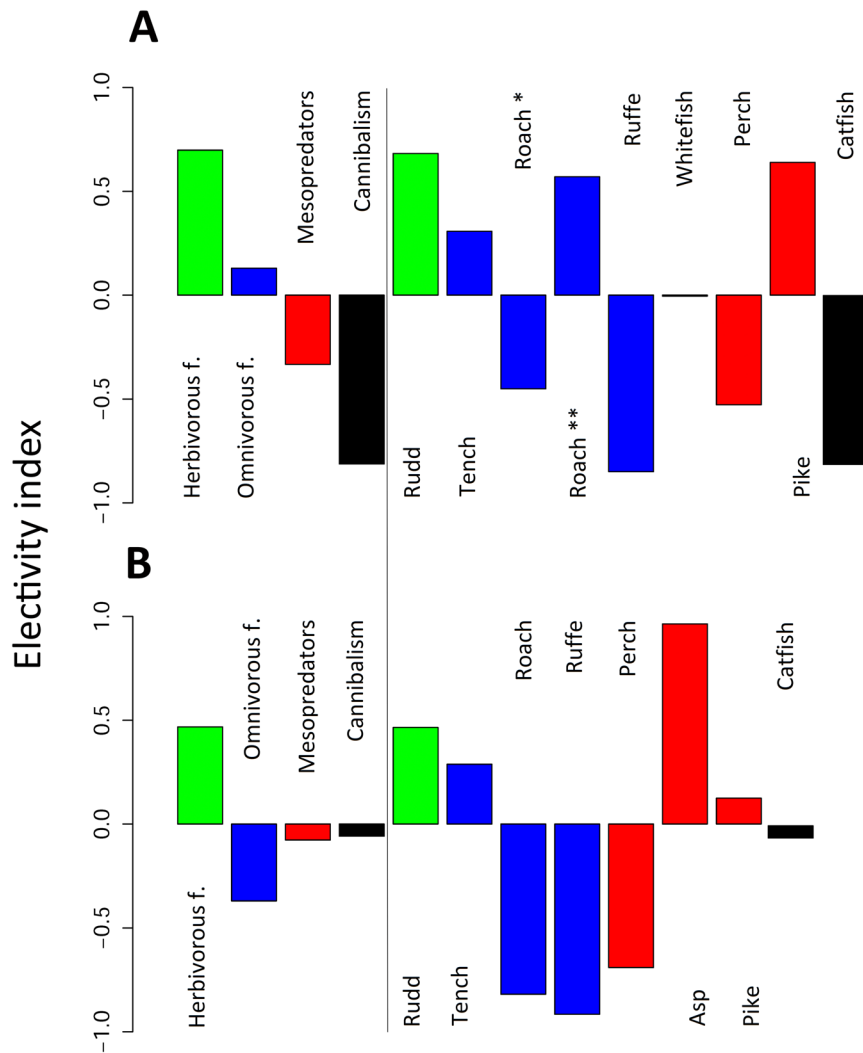 A
Electivity index
1.0
0.5
0.0
−0.5
−1.0
Herbivorous f.
Omnivorous f.
Mesopredators
Cannibalism
Rudd
Tench
Roach *
Roach **
Ruffe
Whitefish
Perch
Pike
Catfish
B
1.0
0.5
0.0
−0.5
−1.0
Herbivorous f.
Omnivorous f.
Mesopredators
Cannibalism
Rudd
Tench
Roach
Ruffe
Perch
Asp
Pike
Catfish